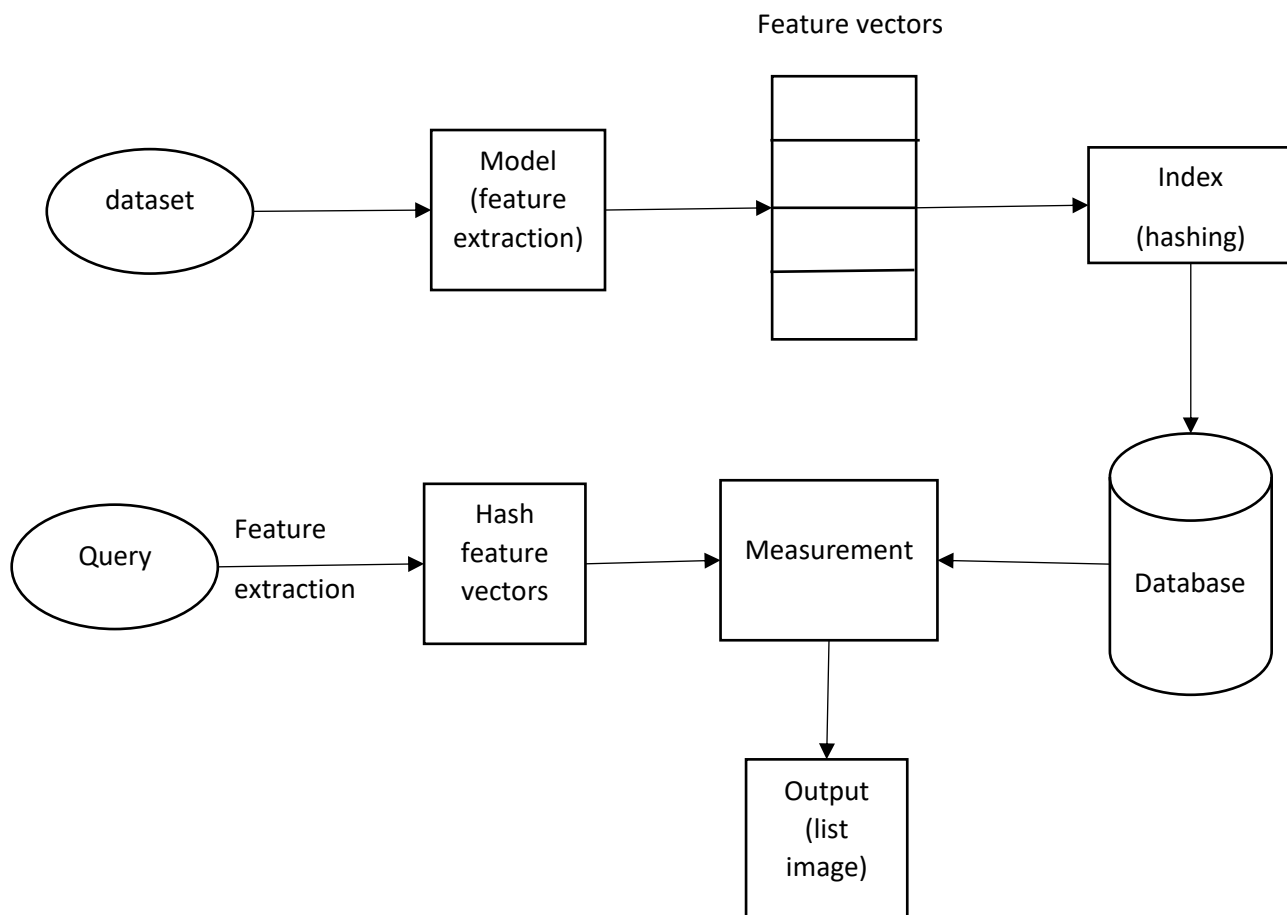 Feature vectors
dataset
Model
(feature
extraction)
Index
(hashing)
Query
Feature
extraction
Hash
feature
vectors
Measurement
Database
Output
(list
image)